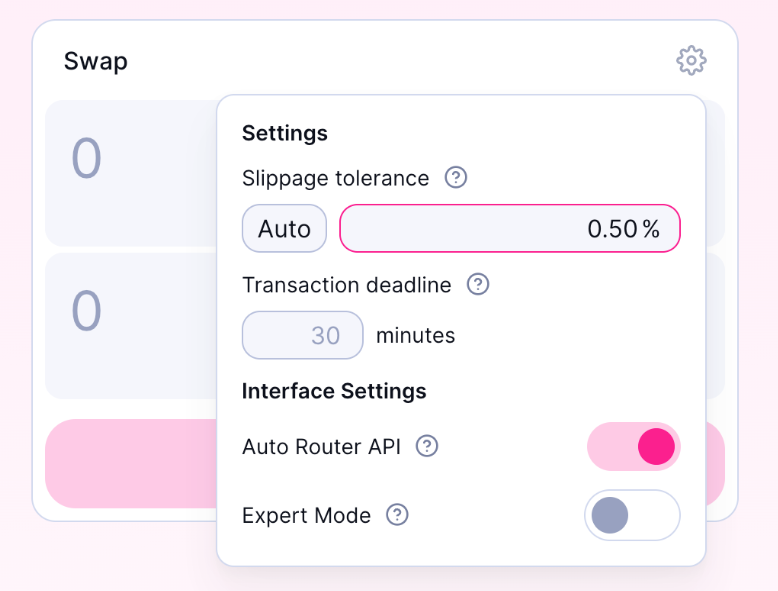 Swap
0
0
Settings
Slippage tolerance ?
Auto 0.50%
Transaction deadline ?
30 minutes
Interface Settings
Auto Router API ?
Expert Mode ?